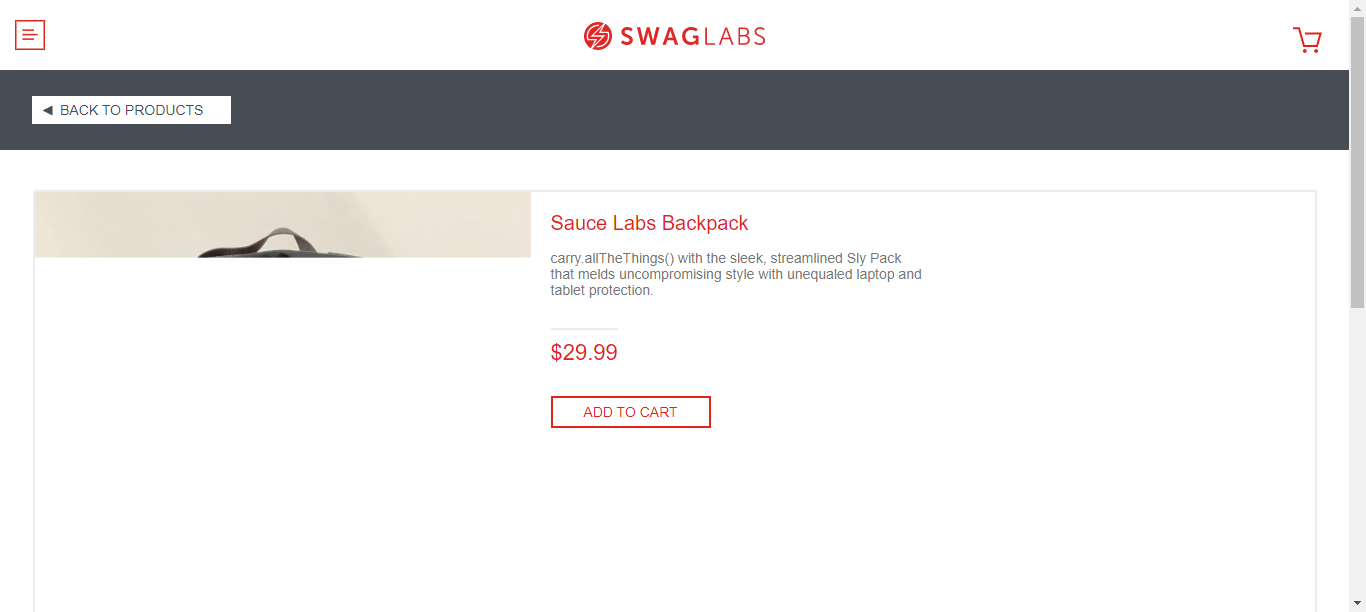 SWAGLABS
◄ BACK TO PRODUCTS
Sauce Labs Backpack
carry.allTheThings() with the sleek, streamlined Sly Pack
that melds uncompromising style with unequaled laptop and
tablet protection.
$29.99
ADD TO CART